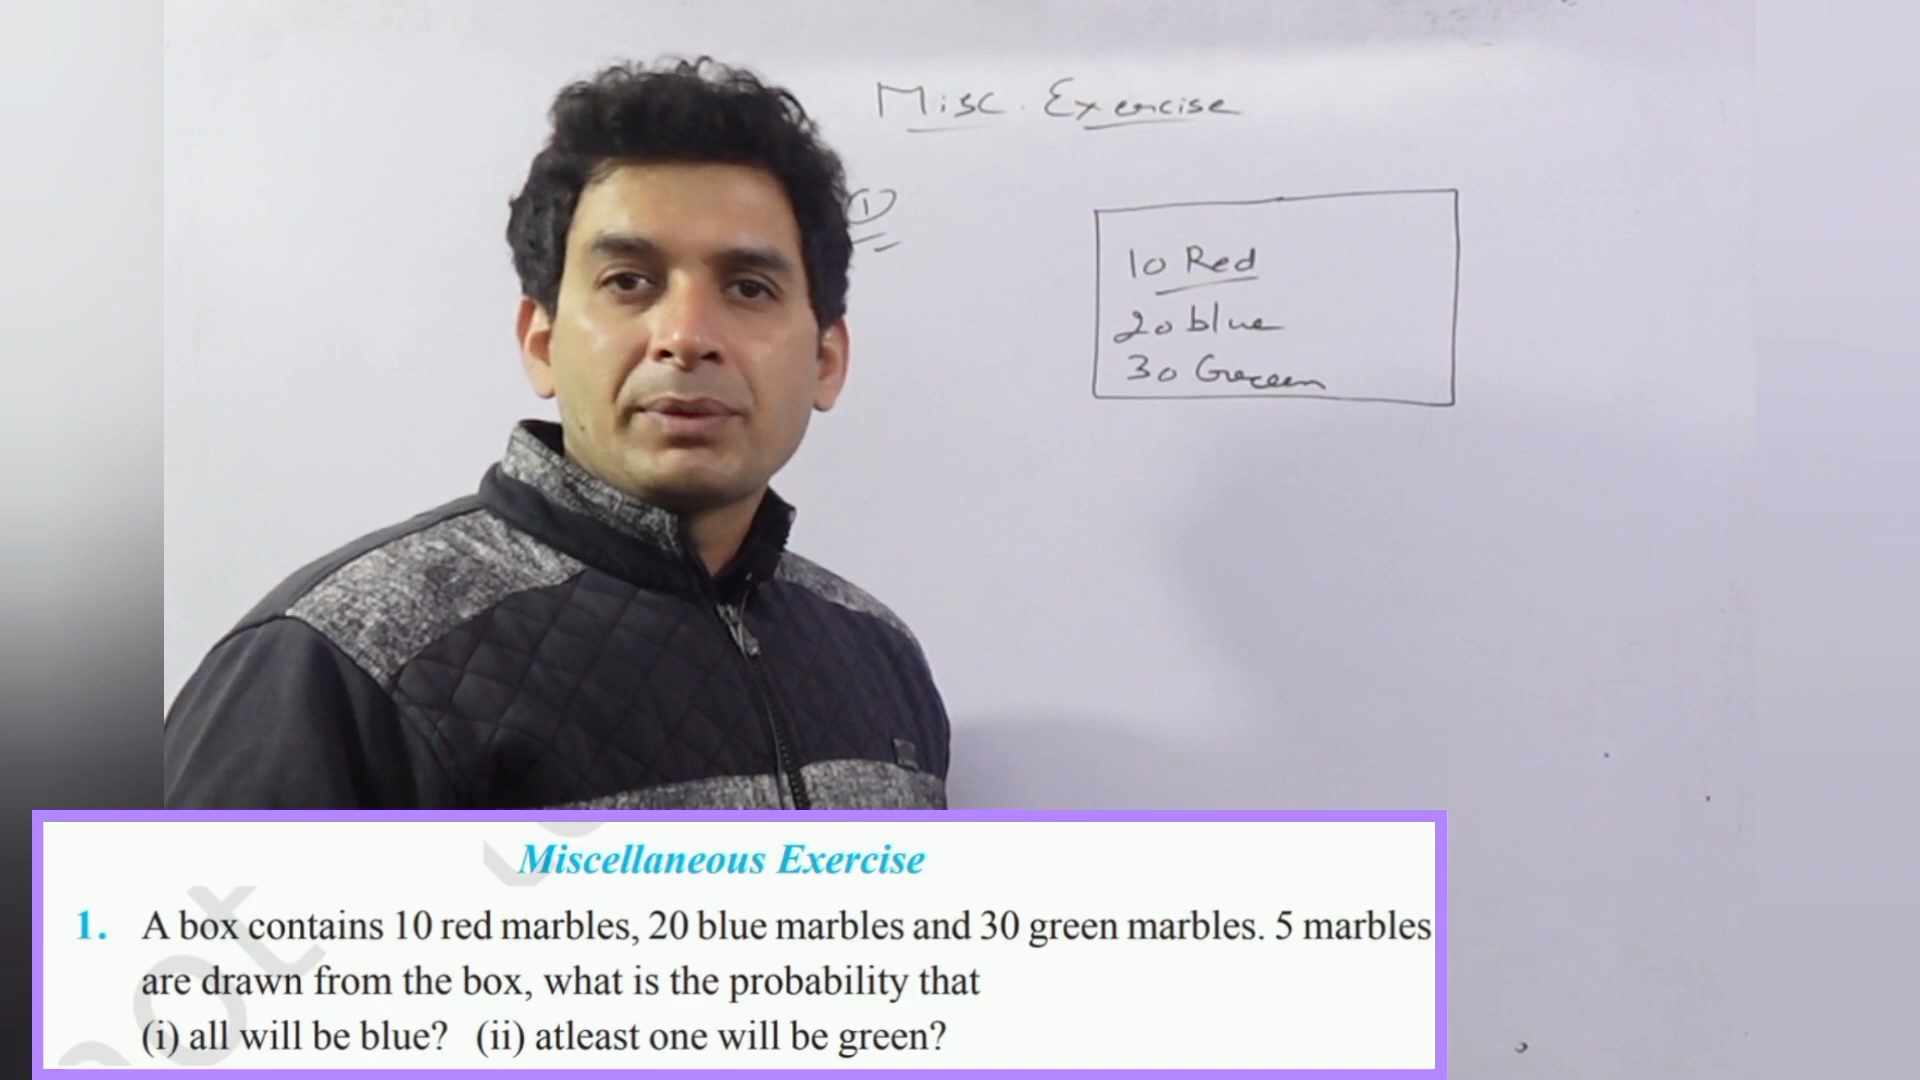 Misc. Exercise
1
10 Red
20 blue
30 Greeen
Miscellaneous Exercise
1. A box contains 10 red marbles, 20 blue marbles and 30 green marbles. 5 marbles
are drawn from the box, what is the probability that
(i) all will be blue? (ii) atleast one will be green?